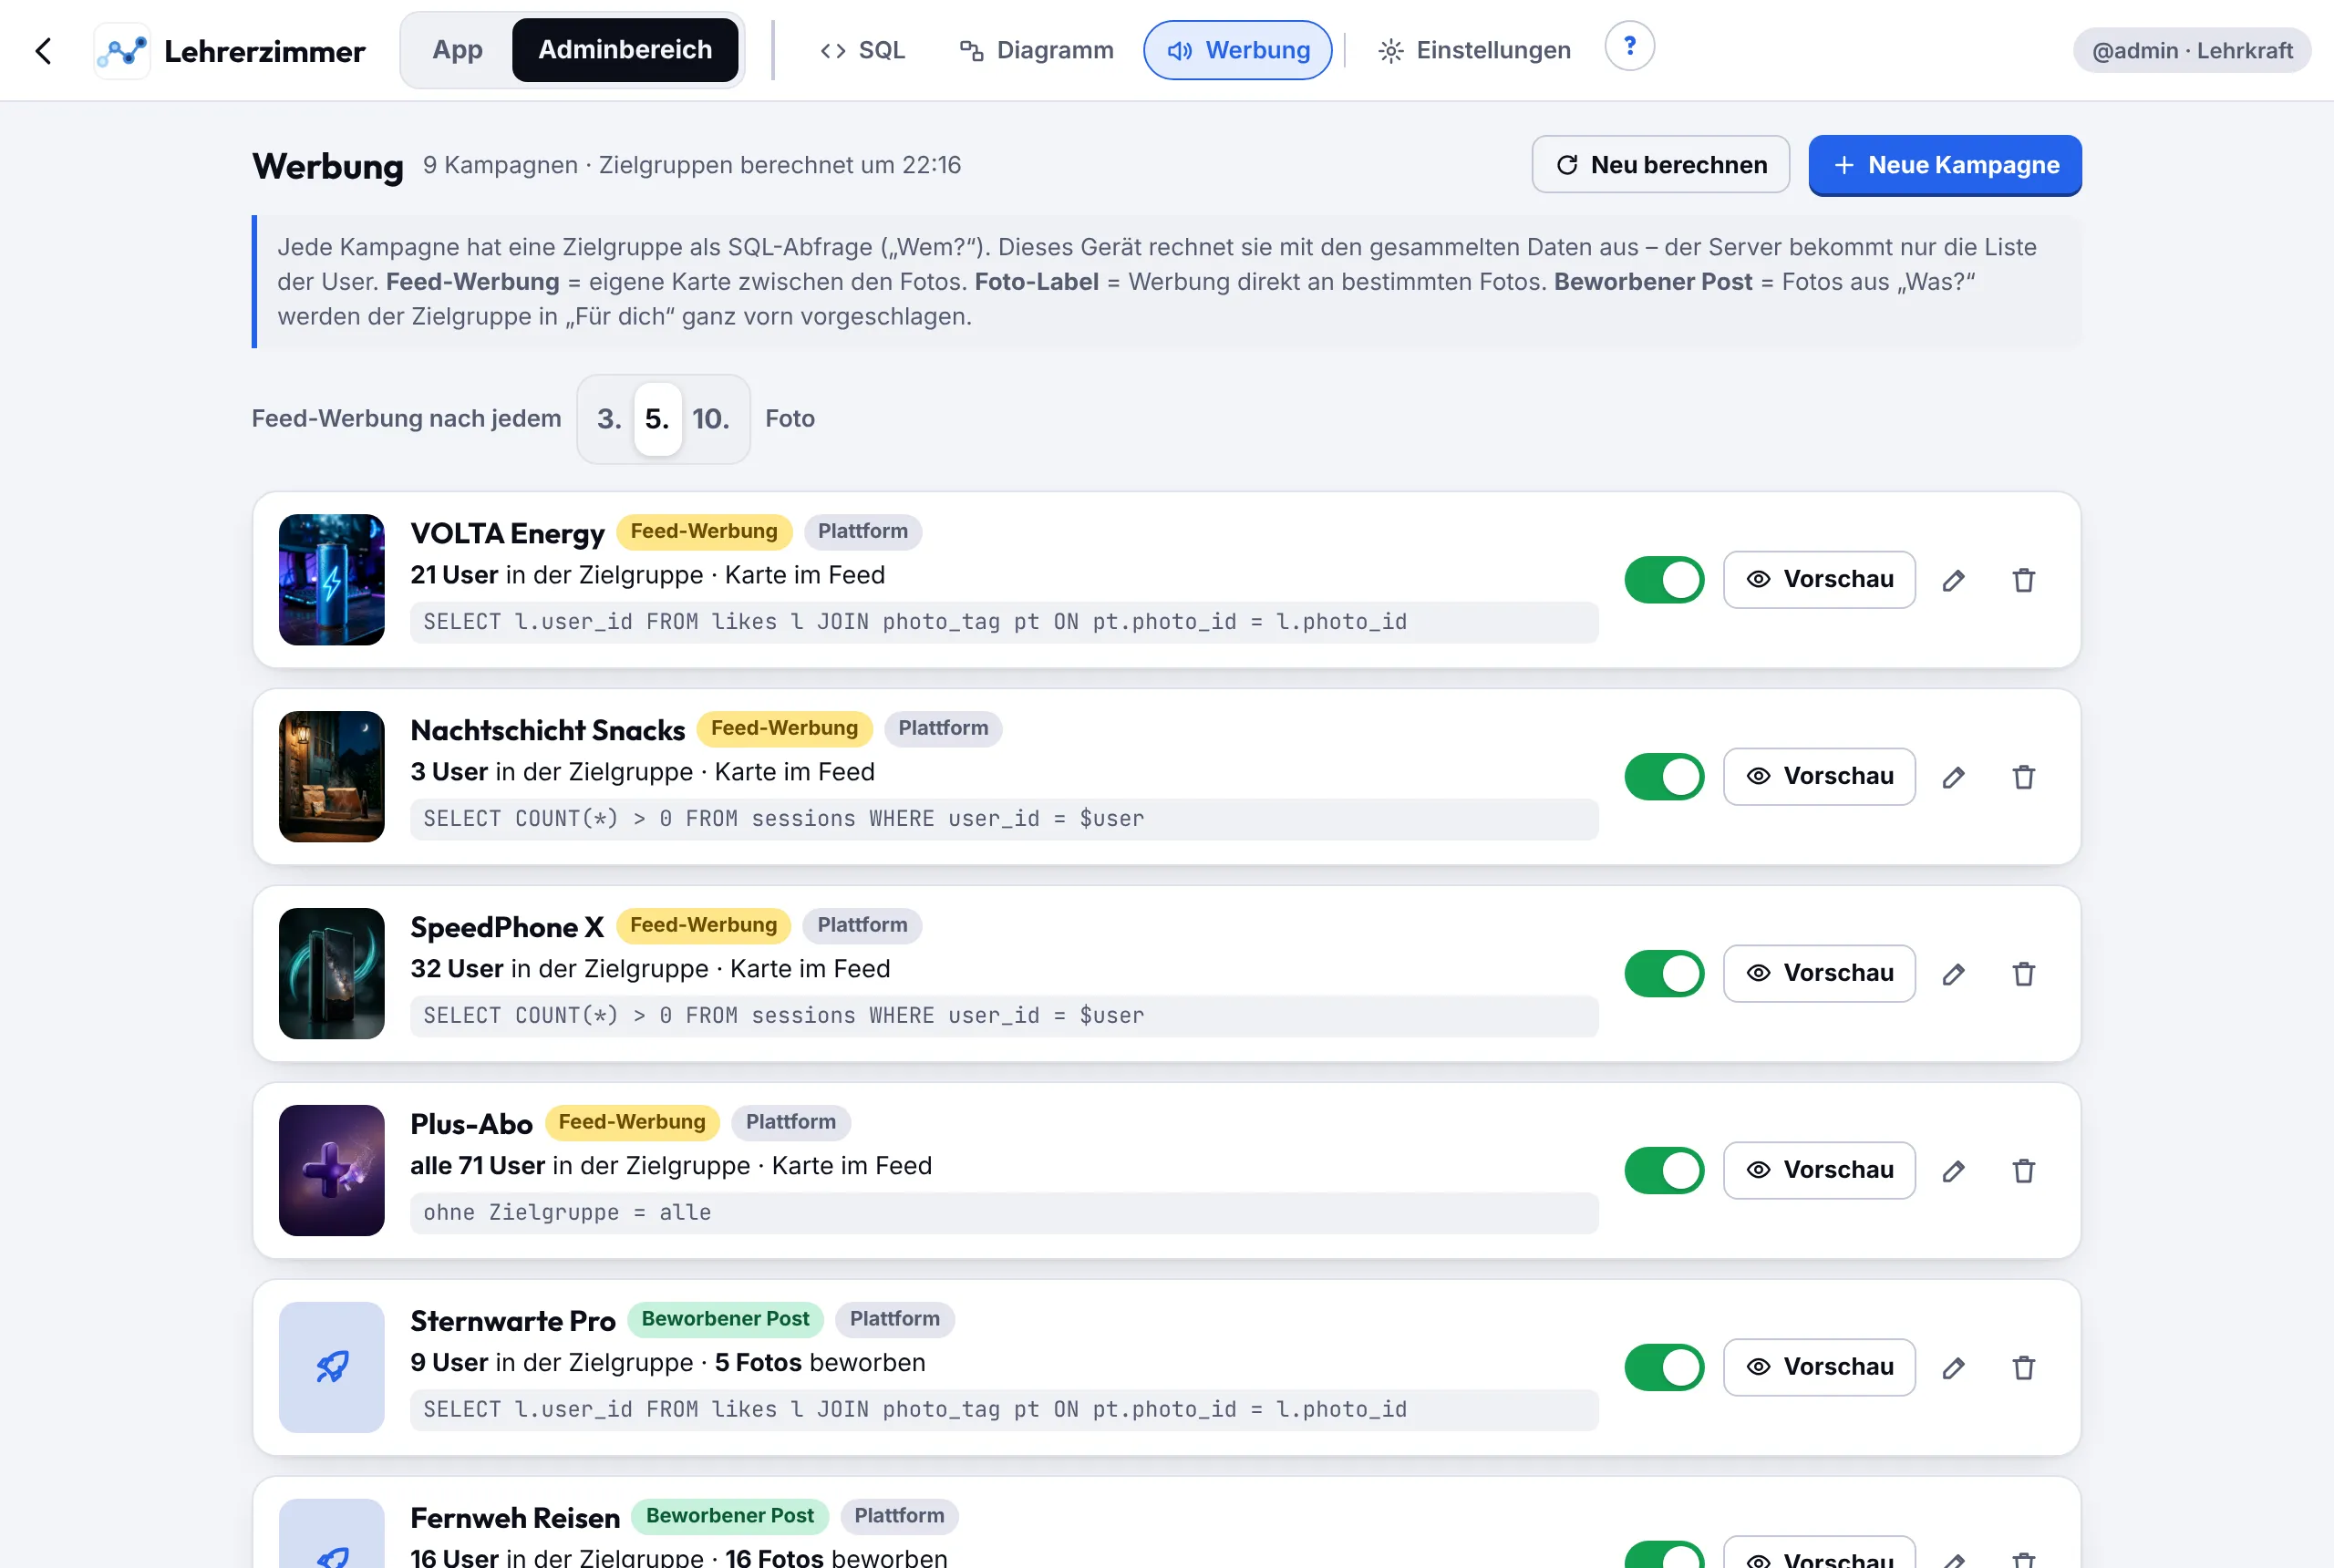 Lehrerzimmer App Adminbereich SQL Diagramm Werbung Einstellungen ? @admin · Lehrkraft
Werbung 9 Kampagnen · Zielgruppen berechnet um 22:16 Neu berechnen + Neue Kampagne
Jede Kampagne hat eine Zielgruppe als SQL-Abfrage („Wem?“). Dieses Gerät rechnet sie mit den gesammelten Daten aus – der Server bekommt nur die Liste
der User. Feed-Werbung = eigene Karte zwischen den Fotos. Foto-Label = Werbung direkt an bestimmten Fotos. Beworbener Post = Fotos aus „Was?“
werden der Zielgruppe in „Für dich“ ganz vorn vorgeschlagen.
Feed-Werbung nach jedem 3. 5. 10. Foto
VOLTA Energy Feed-Werbung Plattform
21 User in der Zielgruppe · Karte im Feed
SELECT l.user_id FROM likes l JOIN photo_tag pt ON pt.photo_id = l.photo_id
Vorschau
Nachtschicht Snacks Feed-Werbung Plattform
3 User in der Zielgruppe · Karte im Feed
SELECT COUNT(*) > 0 FROM sessions WHERE user_id = $user
Vorschau
SpeedPhone X Feed-Werbung Plattform
32 User in der Zielgruppe · Karte im Feed
SELECT COUNT(*) > 0 FROM sessions WHERE user_id = $user
Vorschau
Plus-Abo Feed-Werbung Plattform
alle 71 User in der Zielgruppe · Karte im Feed
ohne Zielgruppe = alle
Vorschau
Sternwarte Pro Beworbener Post Plattform
9 User in der Zielgruppe · 5 Fotos beworben
SELECT l.user_id FROM likes l JOIN photo_tag pt ON pt.photo_id = l.photo_id
Vorschau
Fernweh Reisen Beworbener Post Plattform
16 User in der Zielgruppe · 16 Fotos beworben
Vorschau